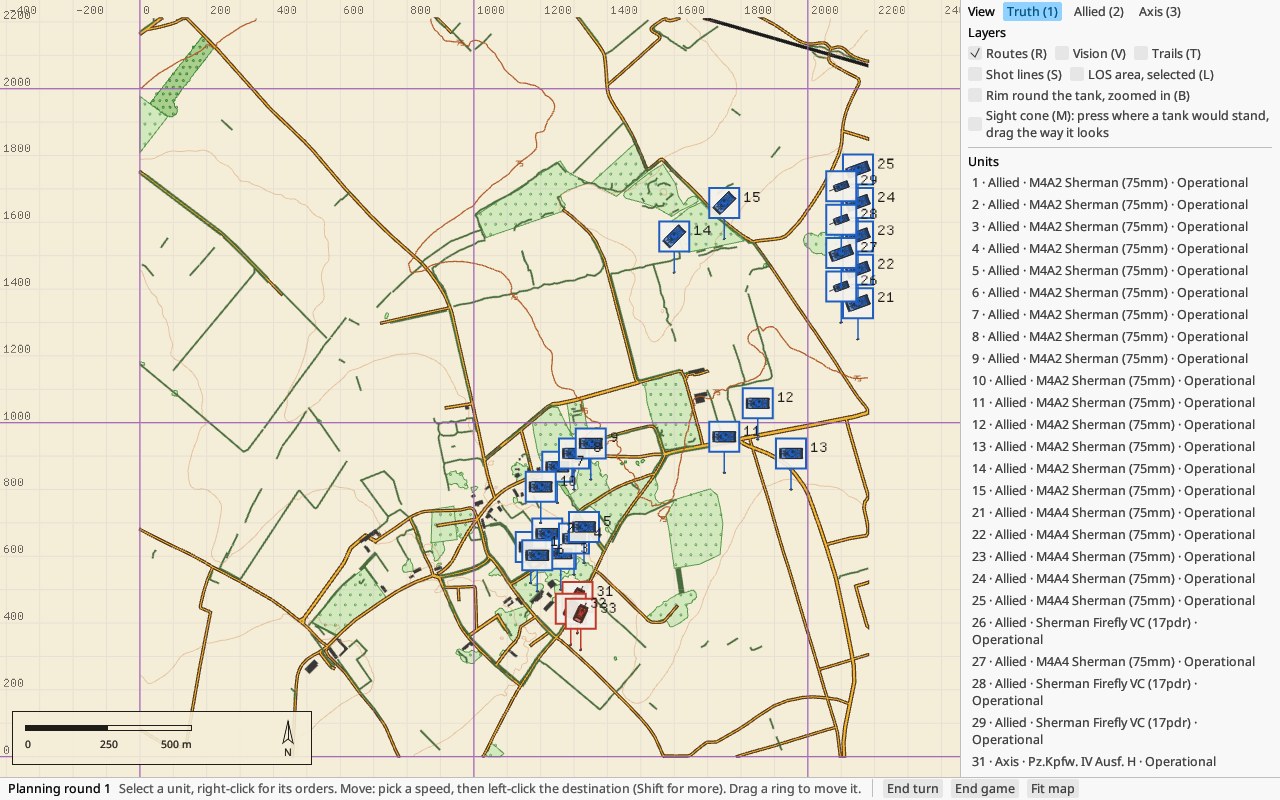 View Truth (1) Allied (2) Axis (3)
Layers
Routes (R) Vision (V) Trails (T)
Shot lines (S) LOS area, selected (L)
Rim round the tank, zoomed in (B)
Sight cone (M): press where a tank would stand,
drag the way it looks
Units
1 · Allied · M4A2 Sherman (75mm) · Operational
2 · Allied · M4A2 Sherman (75mm) · Operational
3 · Allied · M4A2 Sherman (75mm) · Operational
4 · Allied · M4A2 Sherman (75mm) · Operational
5 · Allied · M4A2 Sherman (75mm) · Operational
6 · Allied · M4A2 Sherman (75mm) · Operational
7 · Allied · M4A2 Sherman (75mm) · Operational
8 · Allied · M4A2 Sherman (75mm) · Operational
9 · Allied · M4A2 Sherman (75mm) · Operational
10 · Allied · M4A2 Sherman (75mm) · Operational
11 · Allied · M4A2 Sherman (75mm) · Operational
12 · Allied · M4A2 Sherman (75mm) · Operational
13 · Allied · M4A2 Sherman (75mm) · Operational
14 · Allied · M4A2 Sherman (75mm) · Operational
15 · Allied · M4A2 Sherman (75mm) · Operational
21 · Allied · M4A4 Sherman (75mm) · Operational
22 · Allied · M4A4 Sherman (75mm) · Operational
23 · Allied · M4A4 Sherman (75mm) · Operational
24 · Allied · M4A4 Sherman (75mm) · Operational
25 · Allied · M4A4 Sherman (75mm) · Operational
26 · Allied · Sherman Firefly VC (17pdr) ·
Operational
27 · Allied · M4A4 Sherman (75mm) · Operational
28 · Allied · Sherman Firefly VC (17pdr) ·
Operational
29 · Allied · Sherman Firefly VC (17pdr) ·
Operational
31 · Axis · Pz.Kpfw. IV Ausf. H · Operational
-200 0 200 400 600 800 1000 1200 1400 1600 1800 2000 2200
2200
2000
1800
1600
1400
1200
1000
800
600
400
200
0
25
29
24
15
28
23
14
27
22
26
21
12
9
11
8
13
7
10
5
4
31
33
0 250 500 m
N
Planning round 1 Select a unit, right-click for its orders. Move: pick a speed, then left-click the destination (Shift for more). Drag a ring to move it. End turn End game Fit map